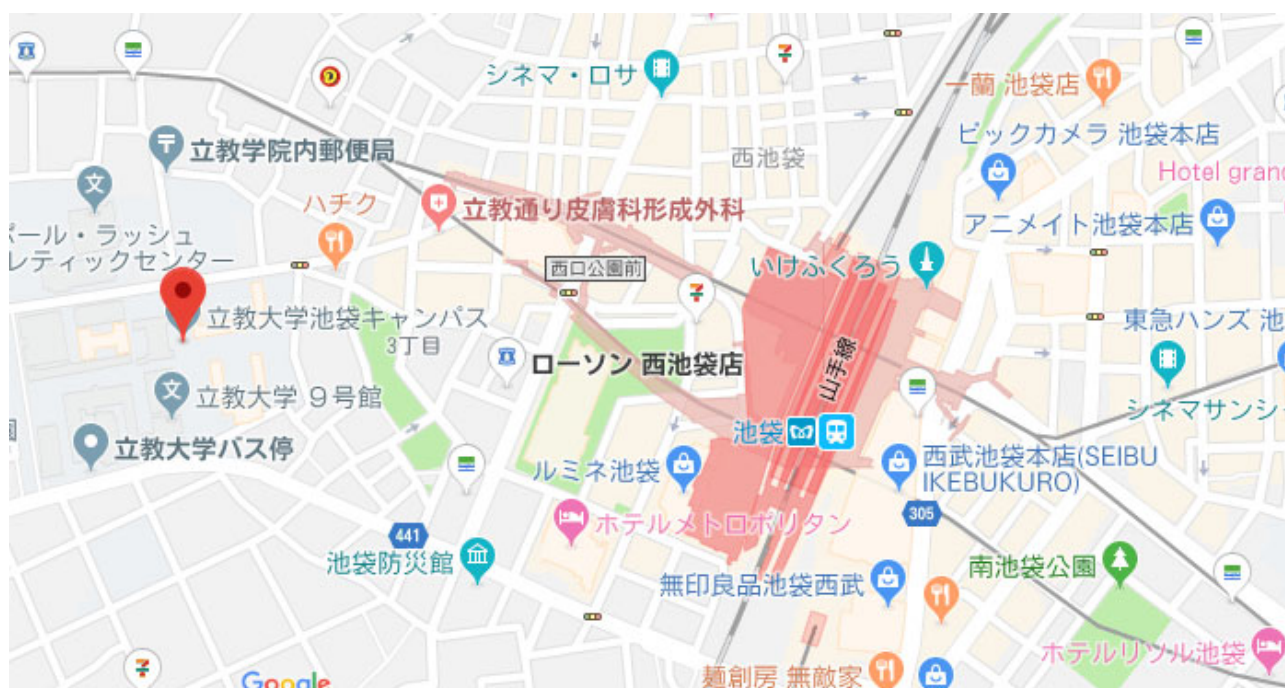 シネマ・ロサ
一蘭 池袋店
ビックカメラ 池袋本店
立教学院内郵便局
西池袋
Hotel grand
ハチク
立教通り皮膚科形成外科
アニメイト池袋本店
ポール・ラッシュ
レティックセンター
西口公園前
いけふくろう
立教大学池袋キャンパス
3丁目
東急ハンズ 池
ローソン 西池袋店
山手線
立教大学 9号館
シネマサンシ
池袋
立教大学バス停
ルミネ池袋
西武池袋本店(SEIBU
IKEBUKURO)
ホテルメトロポリタン
305
441
池袋防災館
南池袋公園
無印良品池袋西武
ホテルリソル池袋
麺創房 無敵家
Google